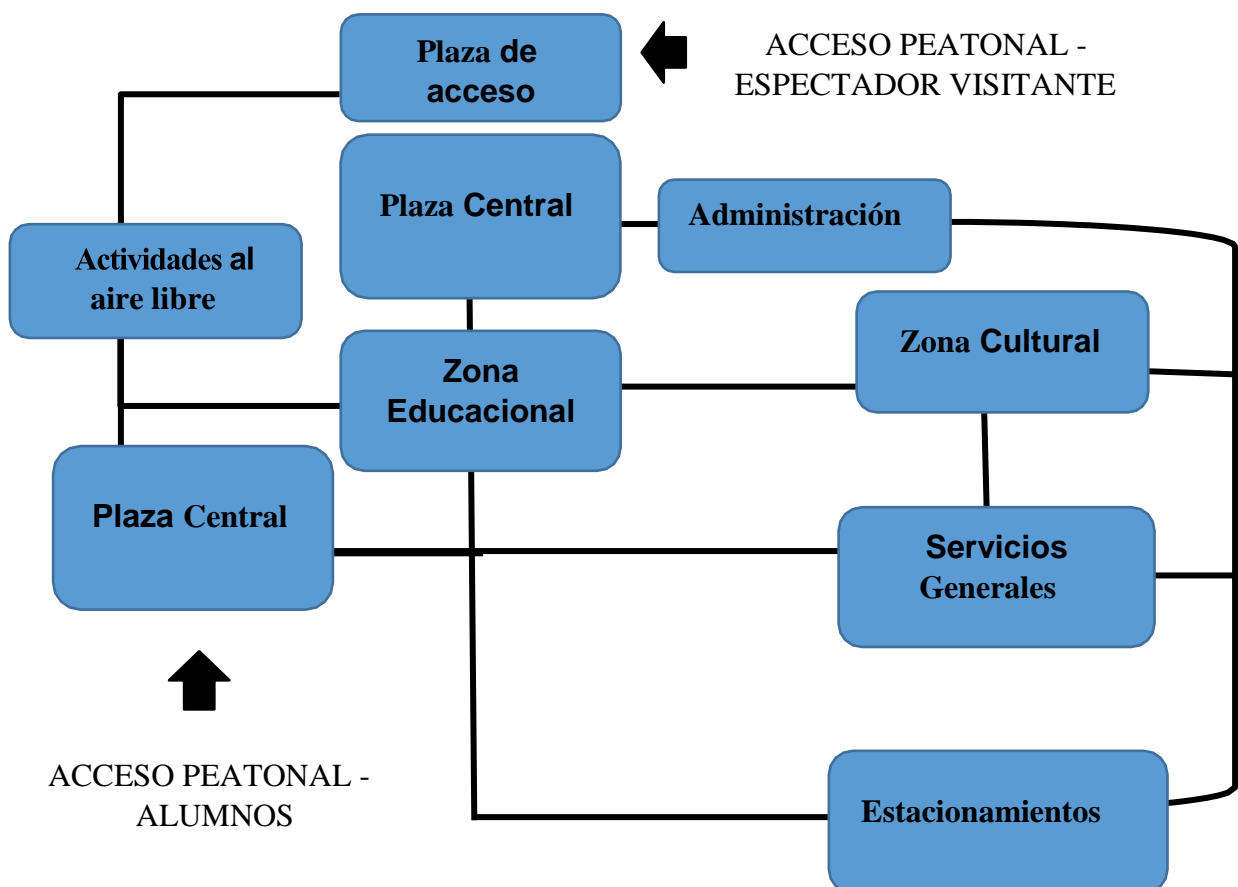 Plaza de
acceso
ACCESO PEATONAL -
ESPECTADOR VISITANTE
Plaza Central
Administración
Actividades al
aire libre
Zona Cultural
Zona
Educacional
Plaza Central
Servicios
Generales
ACCESO PEATONAL -
ALUMNOS
Estacionamientos